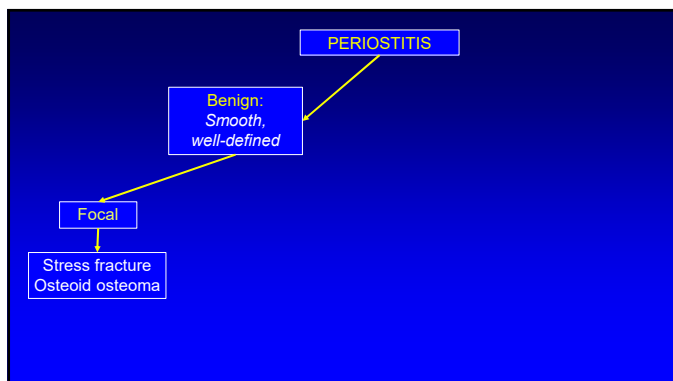 PERIOSTITIS
Benign:
Smooth,
well-defined
Focal
Stress fracture
Osteoid osteoma